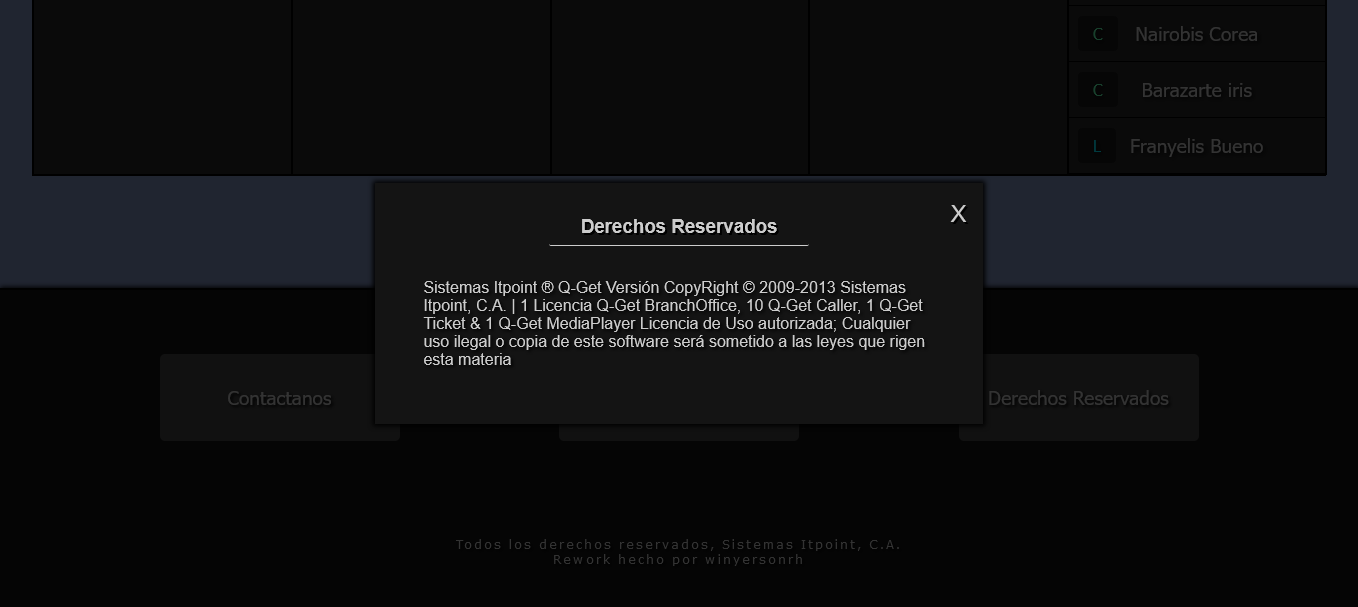 C Nairobis Corea
C Barazarte iris
L Franyelis Bueno
X
Derechos Reservados
Sistemas Itpoint ® Q-Get Versión CopyRight © 2009-2013 Sistemas
Itpoint, C.A. | 1 Licencia Q-Get BranchOffice, 10 Q-Get Caller, 1 Q-Get
Ticket & 1 Q-Get MediaPlayer Licencia de Uso autorizada; Cualquier
uso ilegal o copia de este software será sometido a las leyes que rigen
esta materia
Contactanos
Derechos Reservados
Todos los derechos reservados, Sistemas Itpoint, C.A.
Rework hecho por winyersonrh